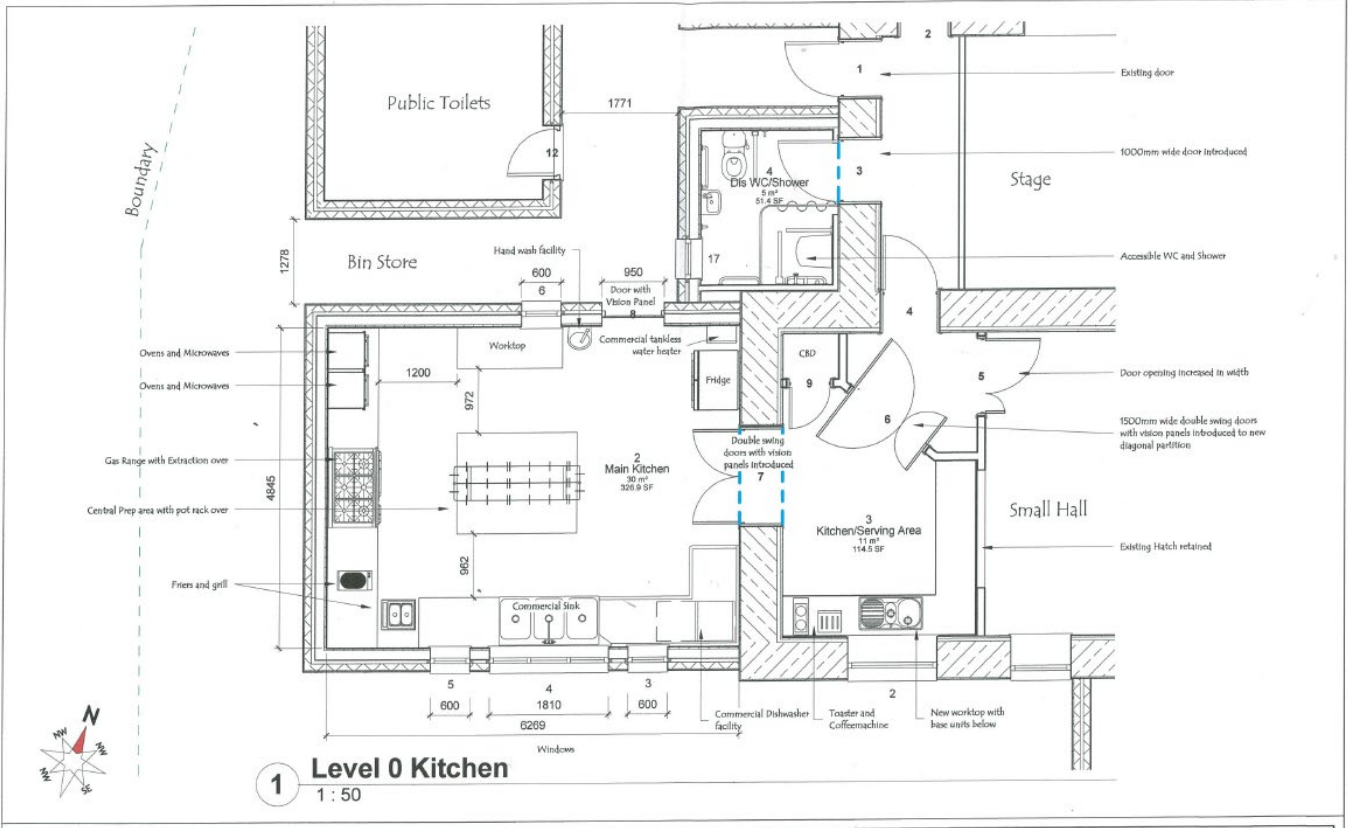 2
1
Existing door
Public Toilets
1771
12
1000mm wide door introduced
3
4
Dis WC/Shower
5 m²
51.4 SF
Stage
Boundary
Hand wash facility
Accessible WC and Shower
17
1278
Bin Store
600
6
950
Door with
Vision Panel
8
4
Ovens and Microwaves
Worktop
Commercial tankless
water heater
CBD
9
5
Door opening increased in width
Ovens and Microwaves
1200
972
Fridge
6
1500mm wide double swing doors
with vision panels introduced to new
diagonal partition
Double swing
doors with vision
panels introduced
7
Gas Range with Extraction over
2
Main Kitchen
30 m²
326.9 SF
4845
Central Prep area with pot rack over
3
Kitchen/Serving Area
11 m²
114.5 SF
Small Hall
Existing Hatch retained
962
Friers and grill
Commercial Sink
5
4
3
2
600
1810
600
6269
Windows
Commercial Dishwasher
facility
Toaster and
Coffeemachine
New worktop with
base units below
N
NW
NW
NW
NW
1
Level 0 Kitchen
1 : 50